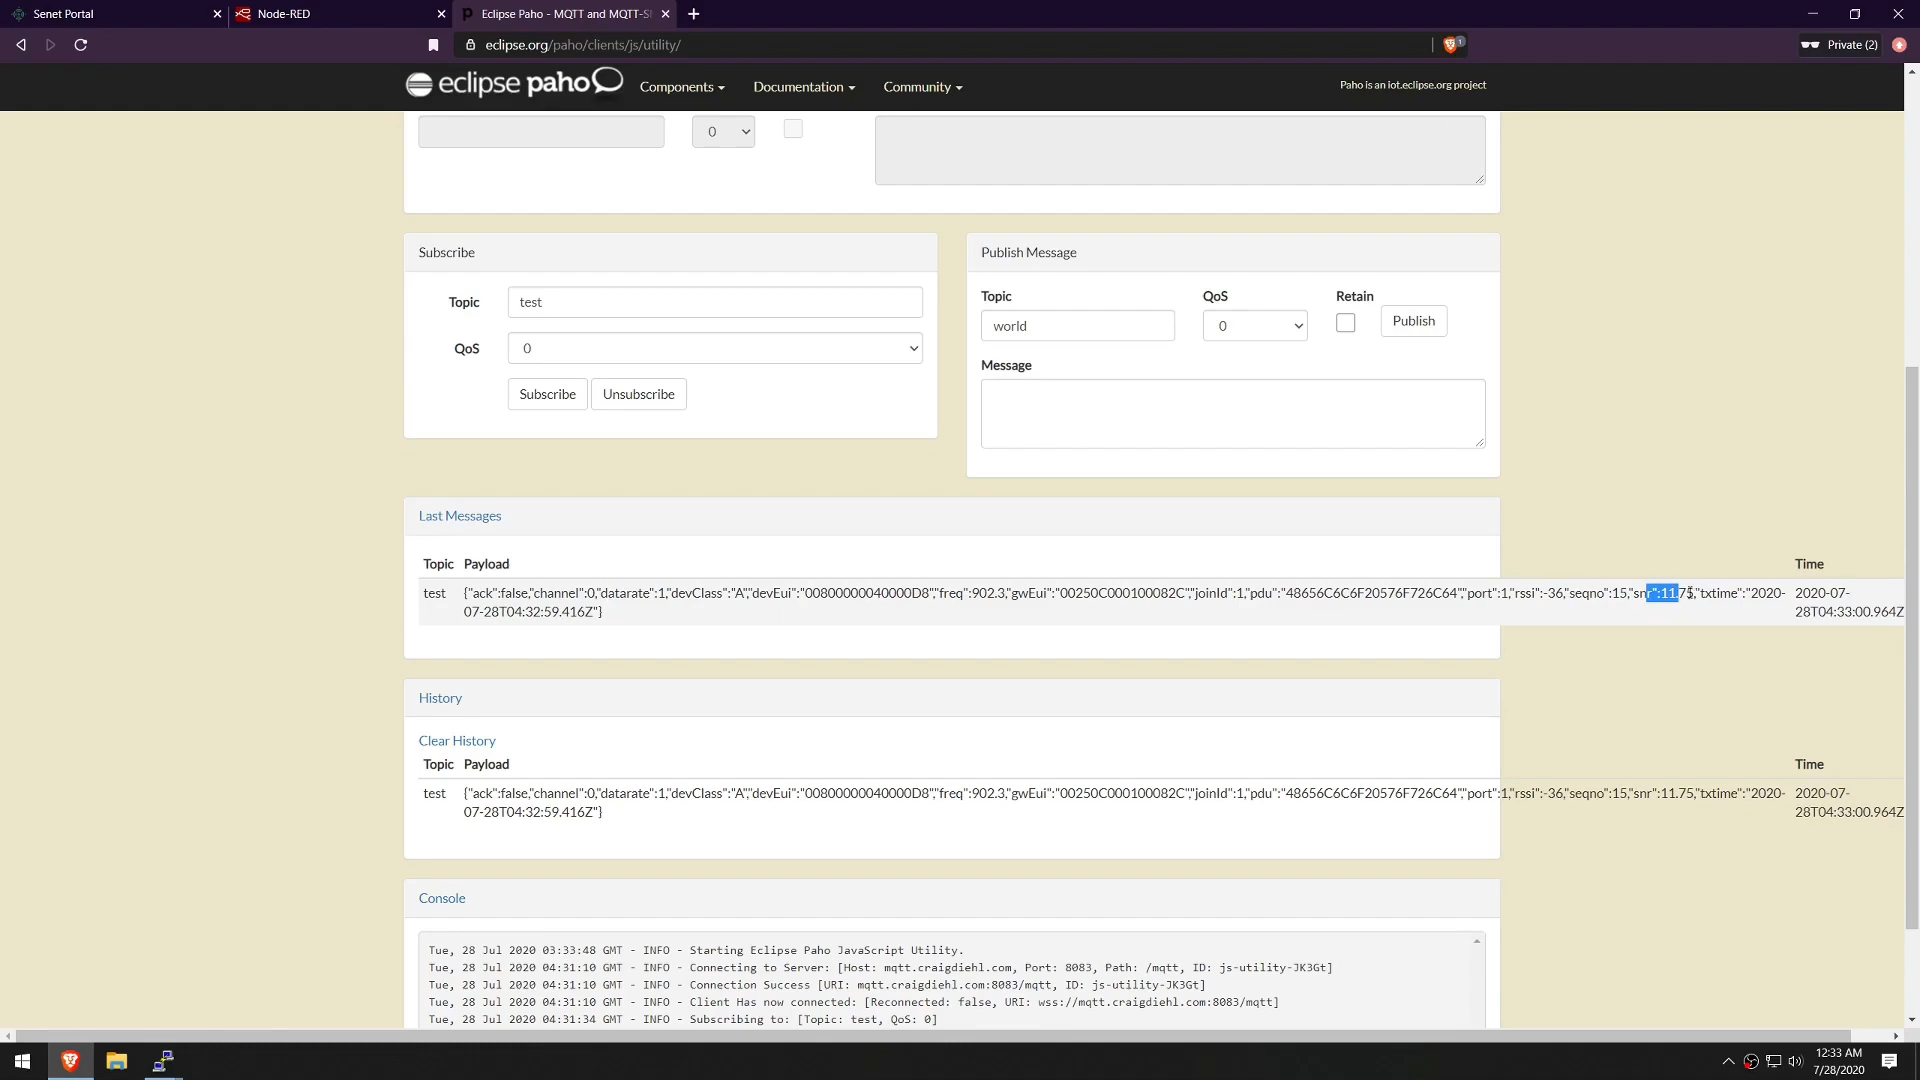 Senet Portal
Node-RED
Eclipse Paho - MQTT and MQTT-S
eclipse.org/paho/clients/js/utility/
1
Private (2)
eclipse paho
Components
Documentation
Community
Paho is an iot.eclipse.org project
0
Subscribe
Topic
test
QoS
0
Subscribe
Unsubscribe
Publish Message
Topic
QoS
Retain
world
0
Publish
Message
Last Messages
Topic Payload Time
test {"ack":false,"channel":0,"datarate":1,"devClass":"A","devEui":"00800000040000D8","freq":902.3,"gwEui":"00250C000100082C","joinId":1,"pdu":"48656C6C6F20576F726C64","port":1,"rssi":-36,"seqno":15,"snr":11.75,"txtime":"2020- 2020-07-
07-28T04:32:59.416Z"} 28T04:33:00.964Z
History
Clear History
Topic Payload Time
test {"ack":false,"channel":0,"datarate":1,"devClass":"A","devEui":"00800000040000D8","freq":902.3,"gwEui":"00250C000100082C","joinId":1,"pdu":"48656C6C6F20576F726C64","port":1,"rssi":-36,"seqno":15,"snr":11.75,"txtime":"2020- 2020-07-
07-28T04:32:59.416Z"} 28T04:33:00.964Z
Console
Tue, 28 Jul 2020 03:33:48 GMT - INFO - Starting Eclipse Paho JavaScript Utility.
Tue, 28 Jul 2020 04:31:10 GMT - INFO - Connecting to Server: [Host: mqtt.craigdiehl.com, Port: 8083, Path: /mqtt, ID: js-utility-JK3Gt]
Tue, 28 Jul 2020 04:31:10 GMT - INFO - Connection Success [URI: mqtt.craigdiehl.com:8083/mqtt, ID: js-utility-JK3Gt]
Tue, 28 Jul 2020 04:31:10 GMT - INFO - Client Has now connected: [Reconnected: false, URI: wss://mqtt.craigdiehl.com:8083/mqtt]
Tue, 28 Jul 2020 04:31:34 GMT - INFO - Subscribing to: [Topic: test, QoS: 0]
12:33 AM
7/28/2020